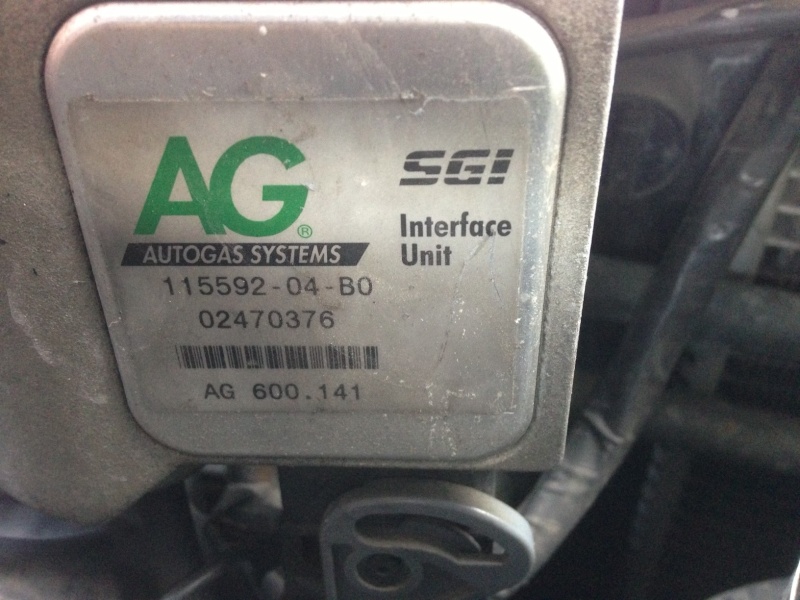 AG®
AUTOGAS SYSTEMS
SGI
Interface
Unit
115592-04-B0
02470376
AG 600.141